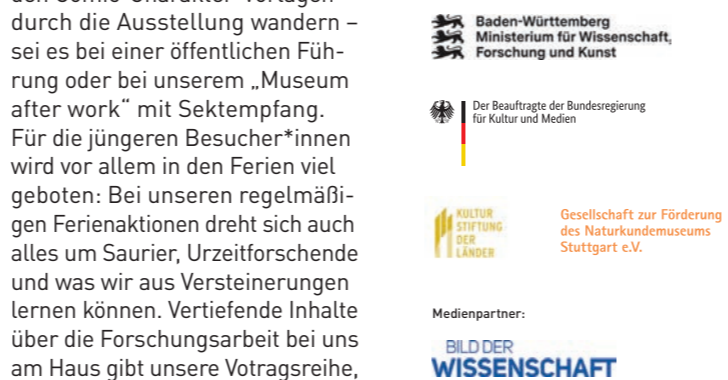 den Comic-Charakter-Vorlagen
durch die Ausstellung wandern –
sei es bei einer öffentlichen Füh-
rung oder bei unserem „Museum
after work“ mit Sektempfang.
Für die jüngeren Besucher*innen
wird vor allem in den Ferien viel
geboten: Bei unseren regelmäßi-
gen Ferienaktionen dreht sich auch
alles um Saurier, Urzeitforschende
und was wir aus Versteinerungen
lernen können. Vertiefende Inhalte
über die Forschungsarbeit bei uns
am Haus gibt unsere Votragsreihe,
Baden-Württemberg
Ministerium für Wissenschaft,
Forschung und Kunst
Der Beauftragte der Bundesregierung
für Kultur und Medien
KULTUR
STIFTUNG
DER
LÄNDER
Gesellschaft zur Förderung
des Naturkundemuseums
Stuttgart e.V.
Medienpartner:
BILD DER
WISSENSCHAFT